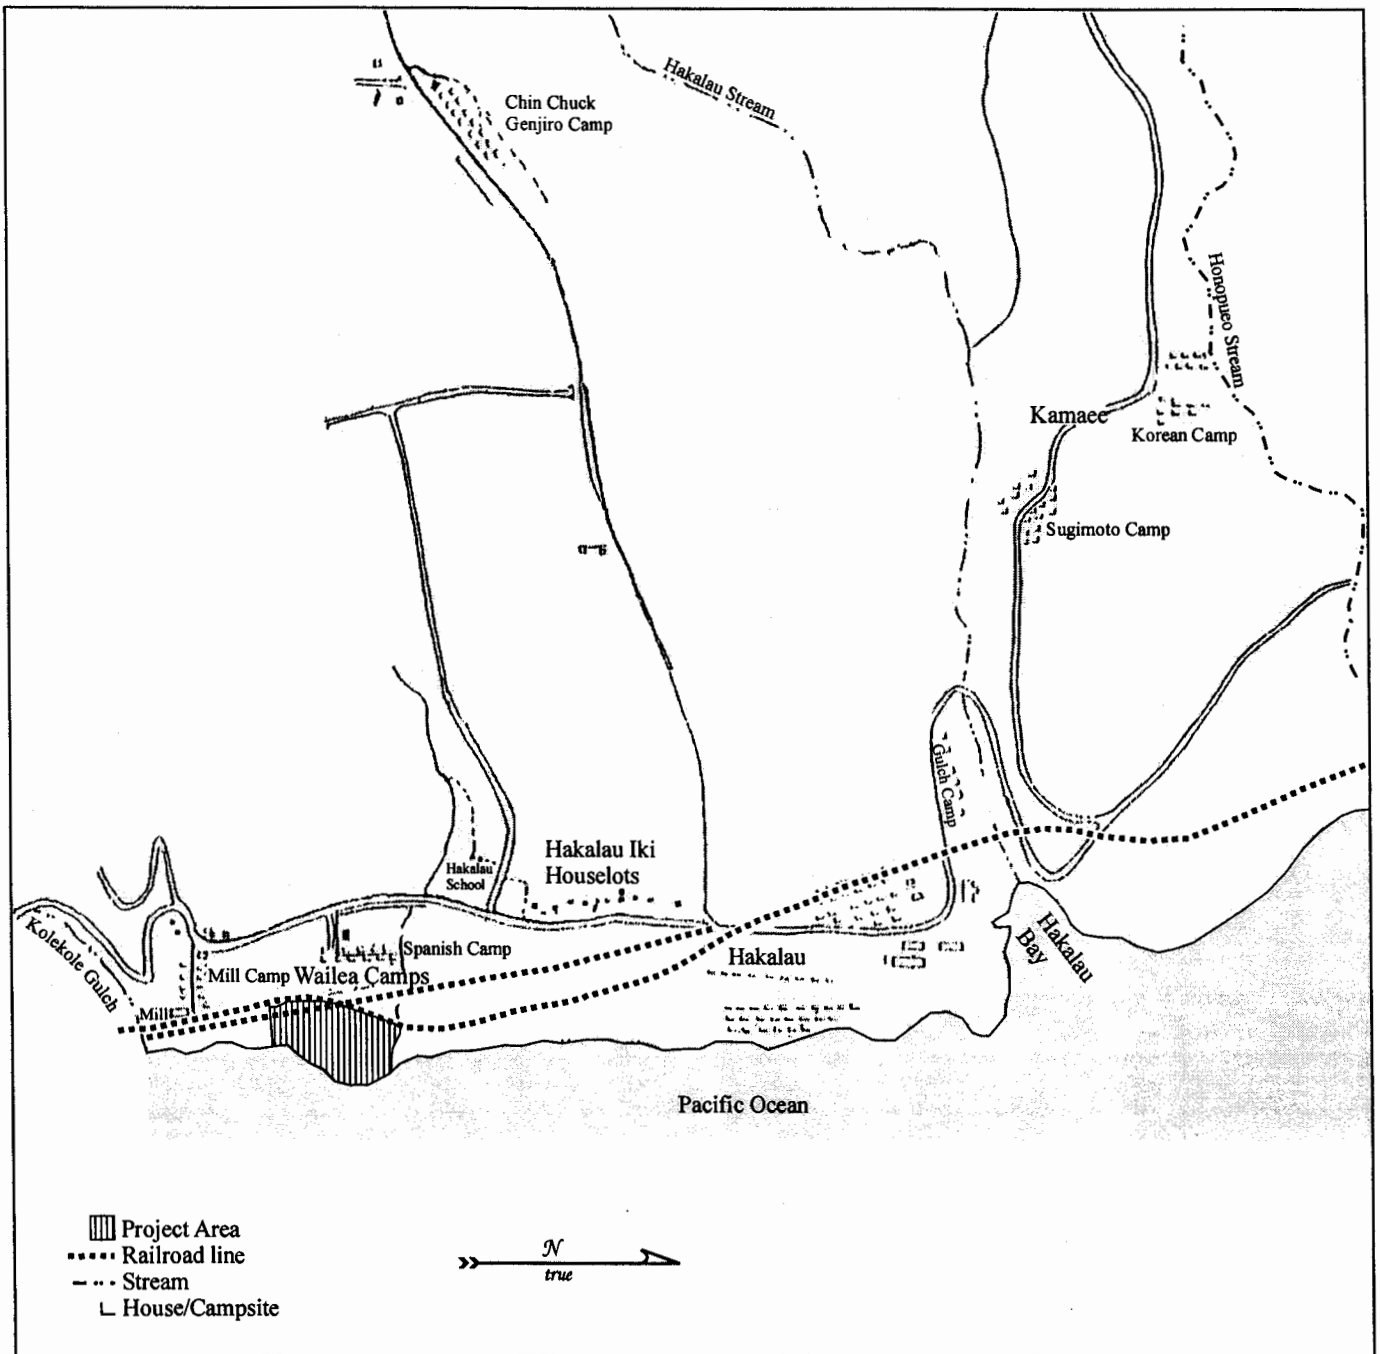 Hakalau Stream
Chin Chuck
Genjiro Camp
Honopueo Stream
Kamaee
Korean Camp
Sugimoto Camp
Gulch Camp
Hakalau Iki
Houselots
Hakalau
School
Kolekole Gulch
Spanish Camp
Mill Camp Wailea Camps
Mill
Hakalau
Hakalau
Bay
Pacific Ocean
Project Area
Railroad line
Stream
House/Campsite
N
true